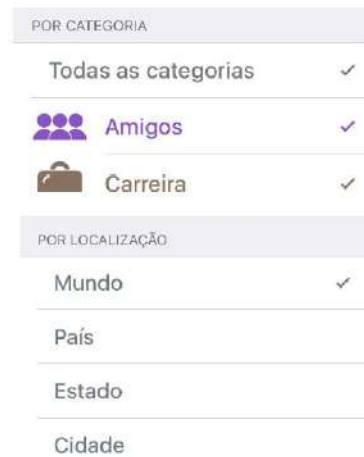 POR CATEGORIA
Todas as categorias
Amigos
Carreira
POR LOCALIZAÇÃO
Mundo
País
Estado
Cidade